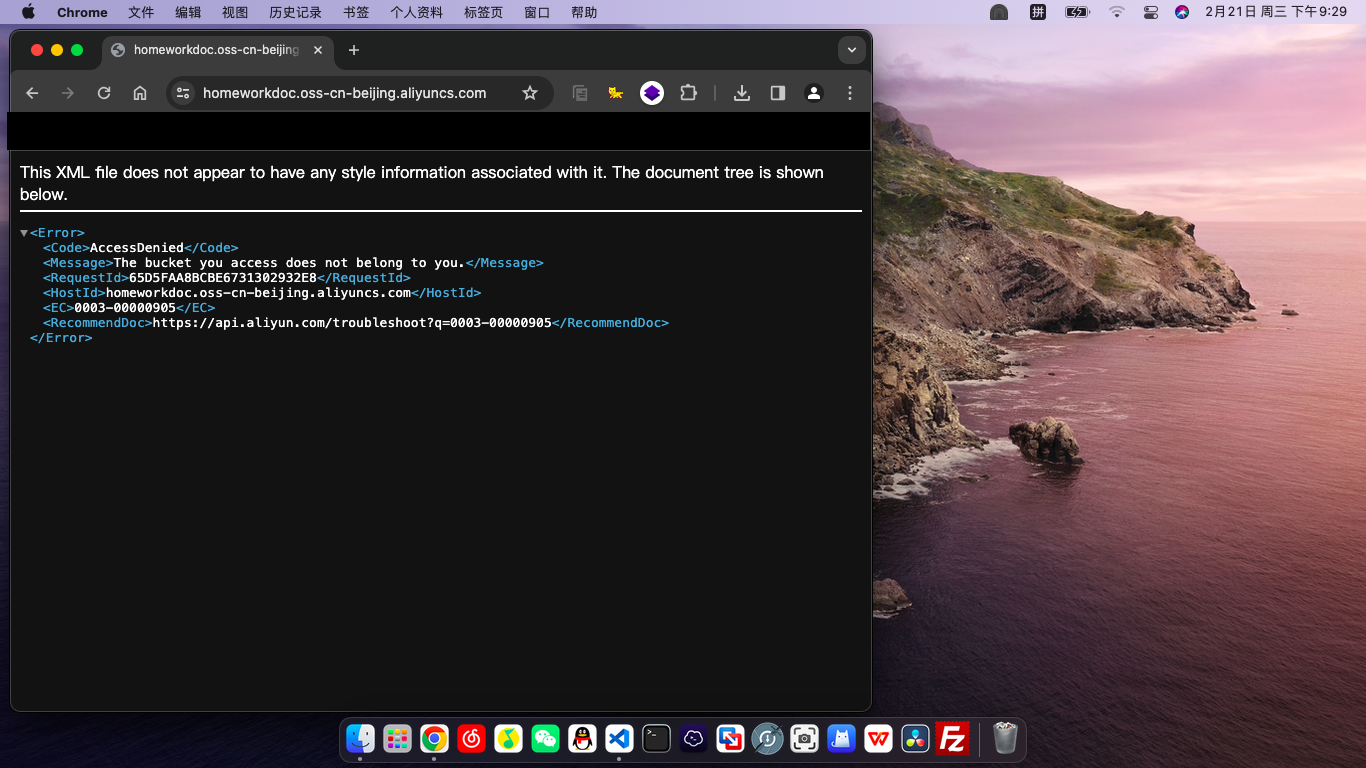 Chrome 文件 编辑 视图 历史记录 书签 个人资料 标签页 窗口 帮助 拼 2月21日 周三 下午9:29
homeworkdoc.oss-cn-beijing
homeworkdoc.oss-cn-beijing.aliyuncs.com
This XML file does not appear to have any style information associated with it. The document tree is shown
below.
<Error>
<Code>AccessDenied</Code>
<Message>The bucket you access does not belong to you.</Message>
<RequestId>65D5FAA8BCBE6731302932E8</RequestId>
<HostId>homeworkdoc.oss-cn-beijing.aliyuncs.com</HostId>
<EC>0003-00000905</EC>
<RecommendDoc>https://api.aliyun.com/troubleshoot?q=0003-00000905</RecommendDoc>
</Error>